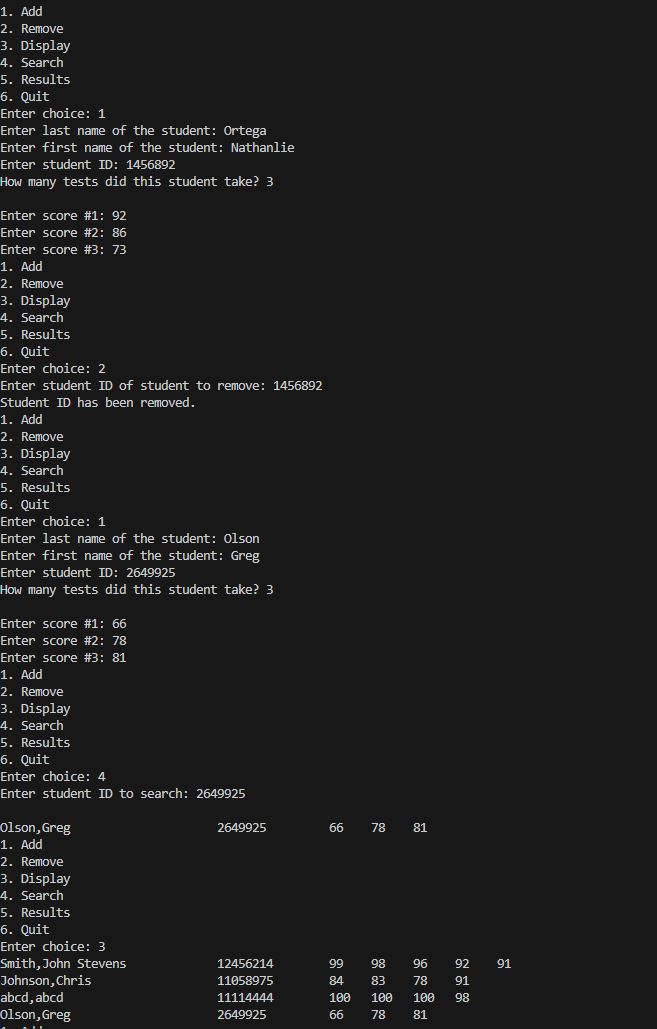 1. Add
2. Remove
3. Display
4. Search
5. Results
6. Quit
Enter choice: 1
Enter last name of the student: Ortega
Enter first name of the student: Nathanlie
Enter student ID: 1456892
How many tests did this student take? 3
Enter score #1: 92
Enter score #2: 86
Enter score #3: 73
1. Add
2. Remove
3. Display
4. Search
5. Results
6. Quit
Enter choice: 2
Enter student ID of student to remove: 1456892
Student ID has been removed.
1. Add
2. Remove
3. Display
4. Search
5. Results
6. Quit
Enter choice: 1
Enter last name of the student: Olson
Enter first name of the student: Greg
Enter student ID: 2649925
How many tests did this student take? 3
Enter score #1: 66
Enter score #2: 78
Enter score #3: 81
1. Add
2. Remove
3. Display
4. Search
5. Results
6. Quit
Enter choice: 4
Enter student ID to search: 2649925
Olson,Greg 2649925 66 78 81
1. Add
2. Remove
3. Display
4. Search
5. Results
6. Quit
Enter choice: 3
Smith,John Stevens 12456214 99 98 96 92 91
Johnson,Chris 11058975 84 83 78 91
abcd,abcd 11114444 100 100 100 98
Olson,Greg 2649925 66 78 81